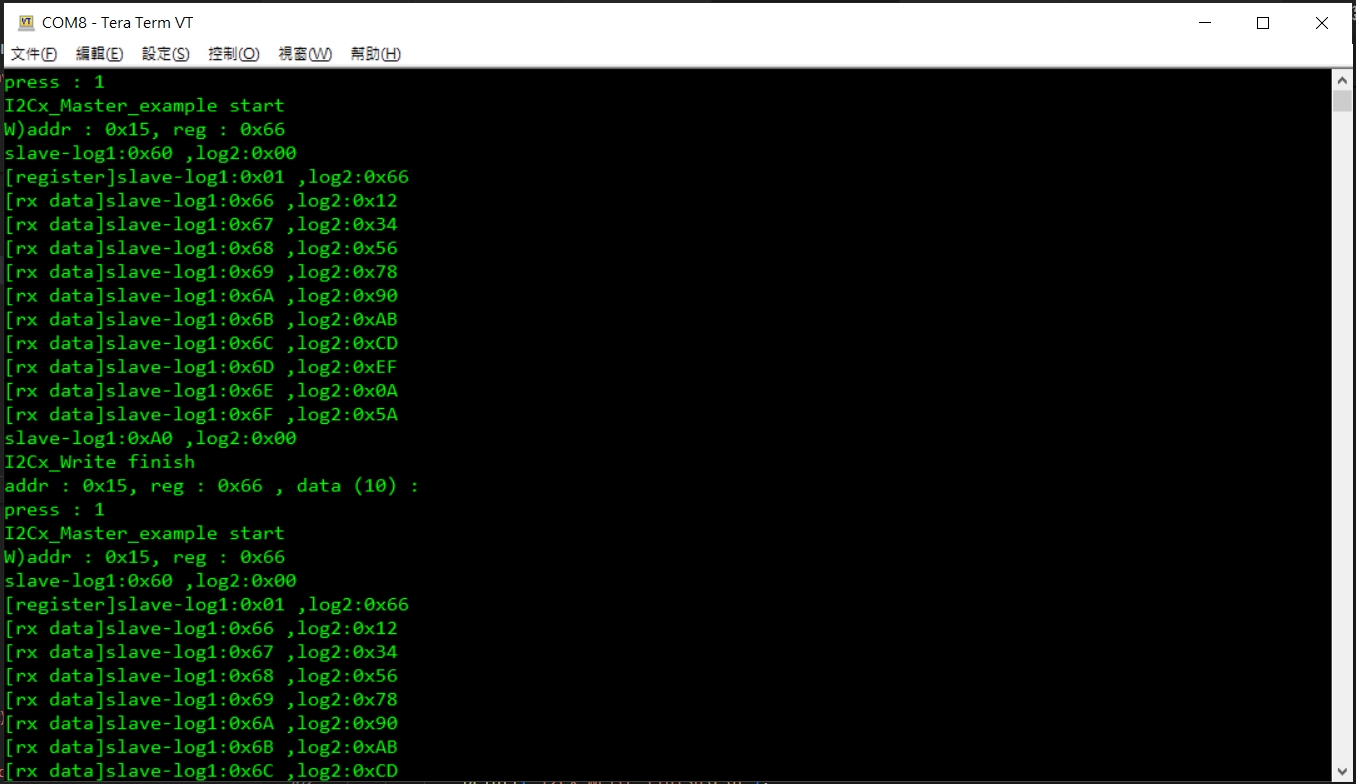 COM8 - Tera Term VT
文件(F) 編輯(E) 設定(S) 控制(O) 視窗(W) 幫助(H)
press : 1
I2Cx_Master_example start
W)addr : 0x15, reg : 0x66
slave-log1:0x60 ,log2:0x00
[register]slave-log1:0x01 ,log2:0x66
[rx data]slave-log1:0x66 ,log2:0x12
[rx data]slave-log1:0x67 ,log2:0x34
[rx data]slave-log1:0x68 ,log2:0x56
[rx data]slave-log1:0x69 ,log2:0x78
[rx data]slave-log1:0x6A ,log2:0x90
[rx data]slave-log1:0x6B ,log2:0xAB
[rx data]slave-log1:0x6C ,log2:0xCD
[rx data]slave-log1:0x6D ,log2:0xEF
[rx data]slave-log1:0x6E ,log2:0x0A
[rx data]slave-log1:0x6F ,log2:0x5A
slave-log1:0xA0 ,log2:0x00
I2Cx_Write finish
addr : 0x15, reg : 0x66 , data (10) :
press : 1
I2Cx_Master_example start
W)addr : 0x15, reg : 0x66
slave-log1:0x60 ,log2:0x00
[register]slave-log1:0x01 ,log2:0x66
[rx data]slave-log1:0x66 ,log2:0x12
[rx data]slave-log1:0x67 ,log2:0x34
[rx data]slave-log1:0x68 ,log2:0x56
[rx data]slave-log1:0x69 ,log2:0x78
[rx data]slave-log1:0x6A ,log2:0x90
[rx data]slave-log1:0x6B ,log2:0xAB
[rx data]slave-log1:0x6C ,log2:0xCD